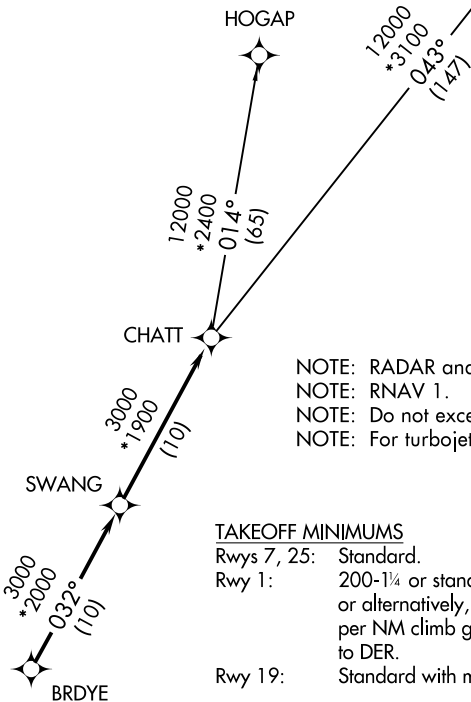 HOGAP
12000
*3100
043°
(147)
12000
*2400
014°
(65)
CHATT
NOTE: RADAR and
NOTE: RNAV 1.
NOTE: Do not exce
NOTE: For turbojet
3000
*1900
(10)
SWANG
TAKEOFF MINIMUMS
Rwys 7, 25: Standard.
Rwy 1: 200-1¼ or stand
or alternatively,
per NM climb g
to DER.
Rwy 19: Standard with m
3000
*2000
032°
(10)
BRDYE